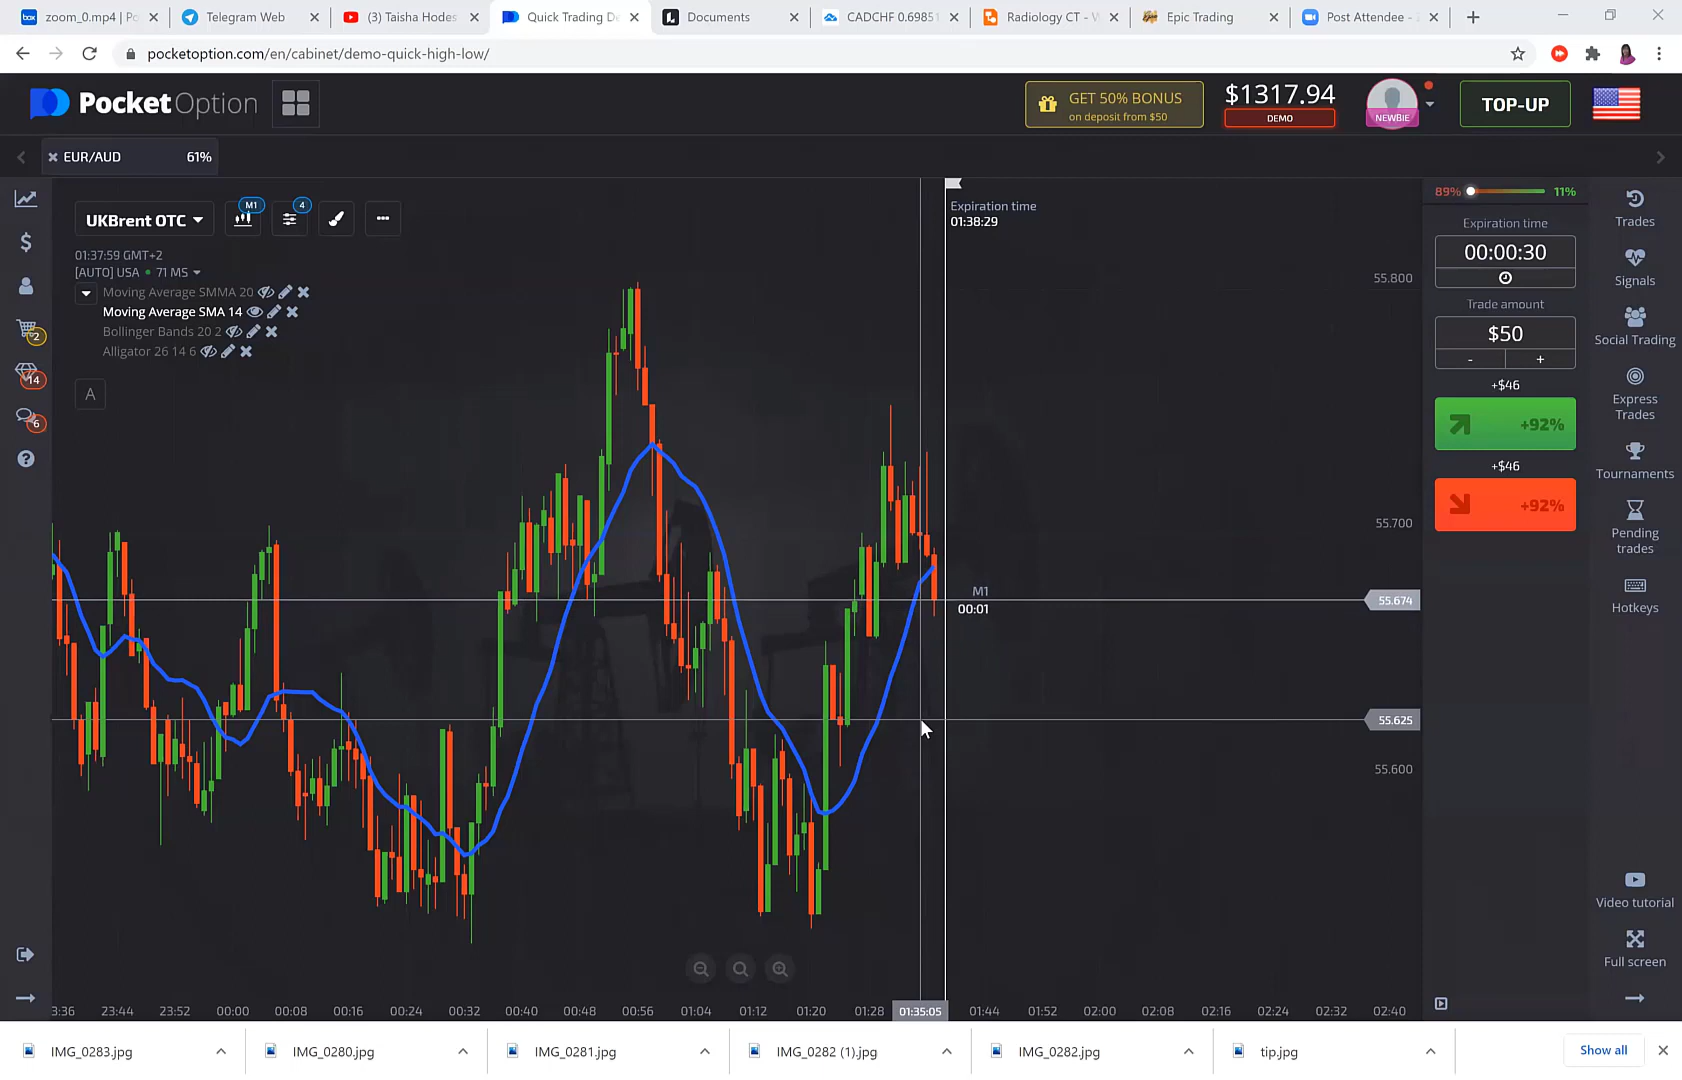 zoom_0.mp4 | Po
Telegram Web
(3) Taisha Hodes
Quick Trading De
Documents
CADCHF 0.6985
Radiology CT - V
Epic Trading
Post Attendee - 
pocketoption.com/en/cabinet/demo-quick-high-low/
PocketOption
GET 50% BONUS
on deposit from $50
$1317.94
DEMO
NEWBIE
TOP-UP
EUR/AUD 61%
UKBrent OTC
M1
4
01:37:59 GMT+2
[AUTO] USA • 71 MS
Moving Average SMMA 20
Moving Average SMA 14
Bollinger Bands 20 2
Alligator 26 14 6
A
2
14
6
Expiration time
01:38:29
M1
00:01
55.800
55.700
55.674
55.625
55.600
89% 11%
Expiration time
00:00:30
Trade amount
$50
- +
+$46
+92%
+$46
+92%
Trades
Signals
Social Trading
Express
Trades
Tournaments
Pending
trades
Hotkeys
Video tutorial
Full screen
3:36 23:44 23:52 00:00 00:08 00:16 00:24 00:32 00:40 00:48 00:56 01:04 01:12 01:20 01:28 01:35:05 01:44 01:52 02:00 02:08 02:16 02:24 02:32 02:40
IMG_0283.jpg
IMG_0280.jpg
IMG_0281.jpg
IMG_0282 (1).jpg
IMG_0282.jpg
tip.jpg
Show all